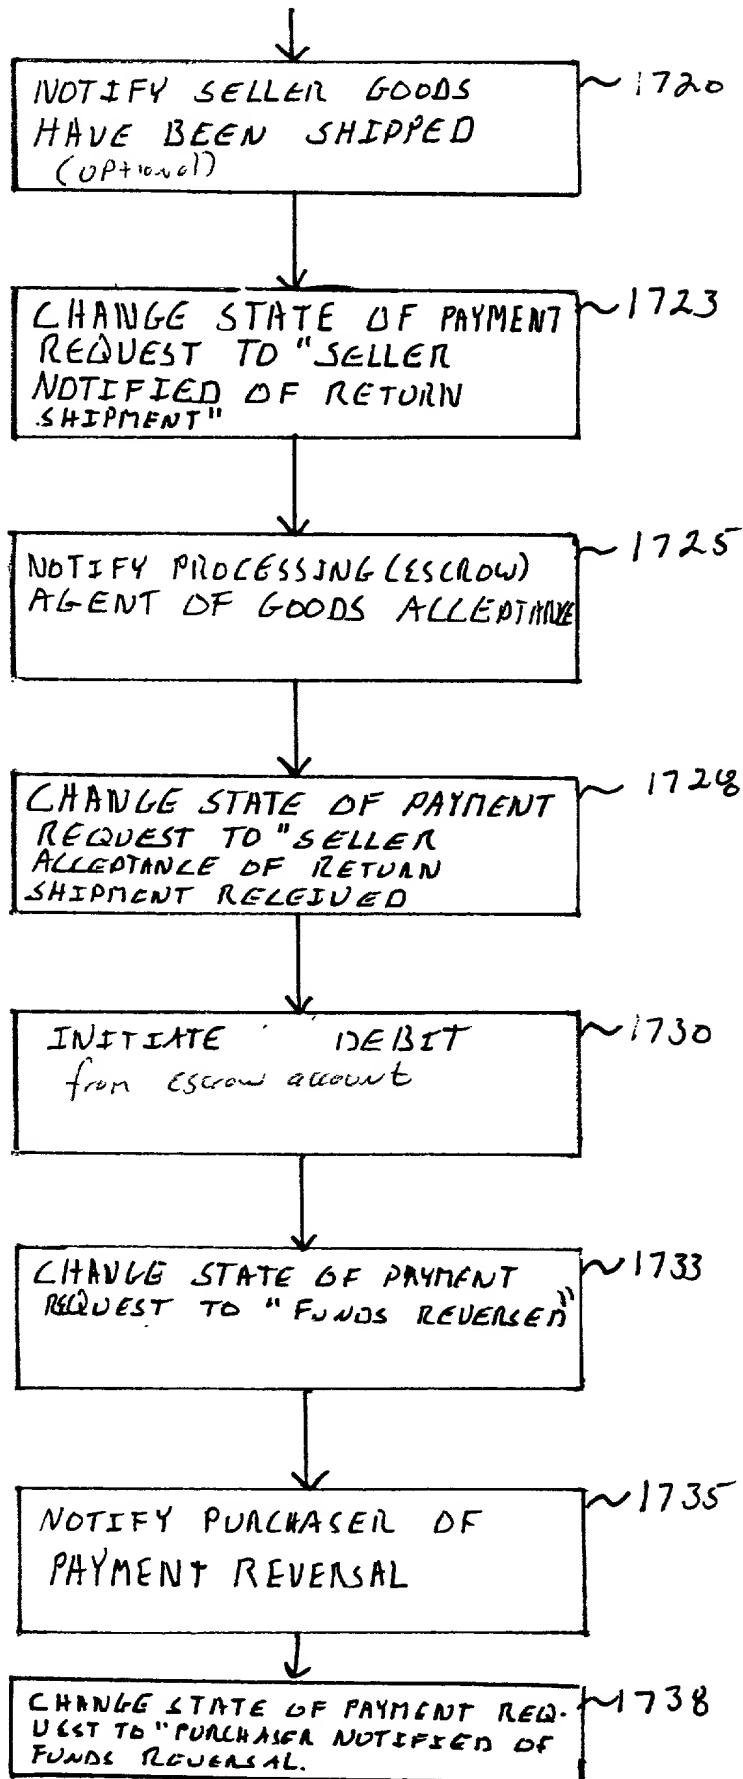 NOTIFY SELLER GOODS
HAVE BEEN SHIPPED
(optional)
1720
CHANGE STATE OF PAYMENT
REQUEST TO "SELLER
NOTIFIED OF RETURN
SHIPMENT"
1723
NOTIFY PROCESSING (ESCROW)
AGENT OF GOODS ACCEPTANCE
1725
CHANGE STATE OF PAYMENT
REQUEST TO "SELLER
ACCEPTANCE OF RETURN
SHIPMENT RECEIVED
1728
INITIATE DEBIT
from escrow account
1730
CHANGE STATE OF PAYMENT
REQUEST TO "FUNDS REVERSED"
1733
NOTIFY PURCHASER OF
PAYMENT REVERSAL
1735
CHANGE STATE OF PAYMENT REQ-
UEST TO "PURCHASER NOTIFIED OF
FUNDS REVERSAL.
1738